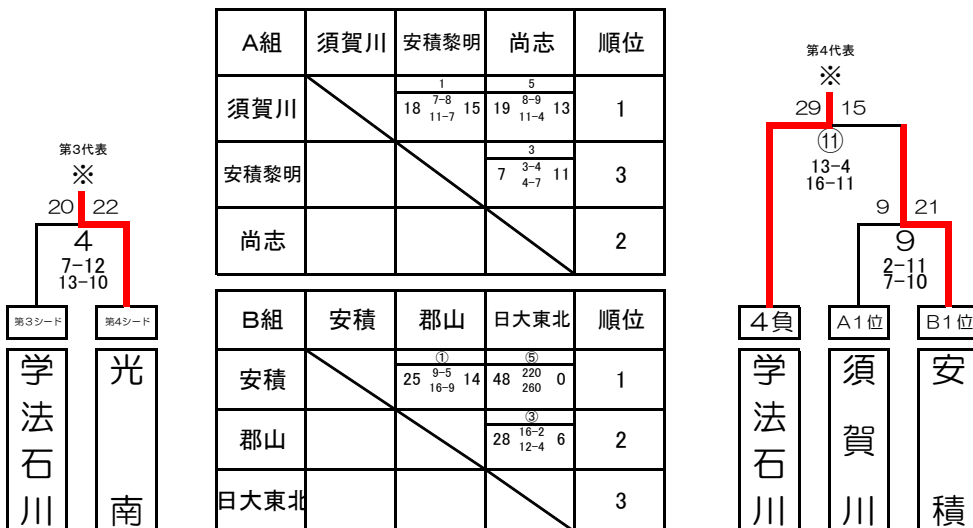 第3代表
※
20 22
4
7-12
13-10
第3シード 第4シード
学法石川
光南
A組 須賀川 安積黎明 尚志 順位
須賀川 1 18 7-8 11-7 15 5 19 8-9 11-4 13 1
安積黎明 3 7 3-4 4-7 11 3
尚志 2
B組 安積 郡山 日大東北 順位
安積 ① 25 9-5 16-9 14 ⑤ 48 220 260 0 1
郡山 ③ 28 16-2 12-4 6 2
日大東北 3
第4代表
※
29 15
⑪
13-4
16-11
9 21
9
2-11
7-10
4負 A1位 B1位
学法石川
須賀川
安積